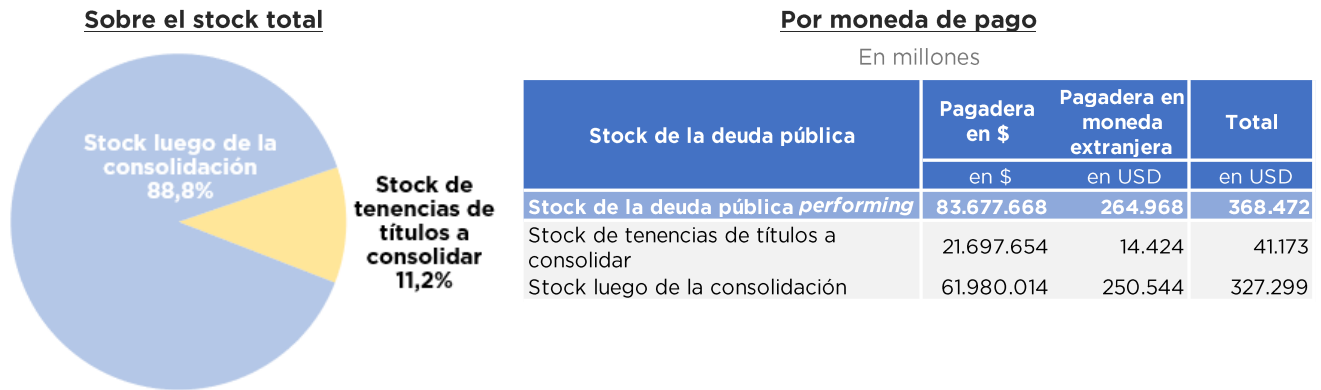 Sobre el stock total
Stock luego de la
consolidación
88,8%
Stock de
tenencias de
títulos a
consolidar
11,2%
Por moneda de pago
En millones
Stock de la deuda pública
Pagadera
en $
Pagadera en
moneda
extranjera
Total
en $ en USD en USD
Stock de la deuda pública performing 83.677.668 264.968 368.472
Stock de tenencias de títulos a
consolidar 21.697.654 14.424 41.173
Stock luego de la consolidación 61.980.014 250.544 327.299